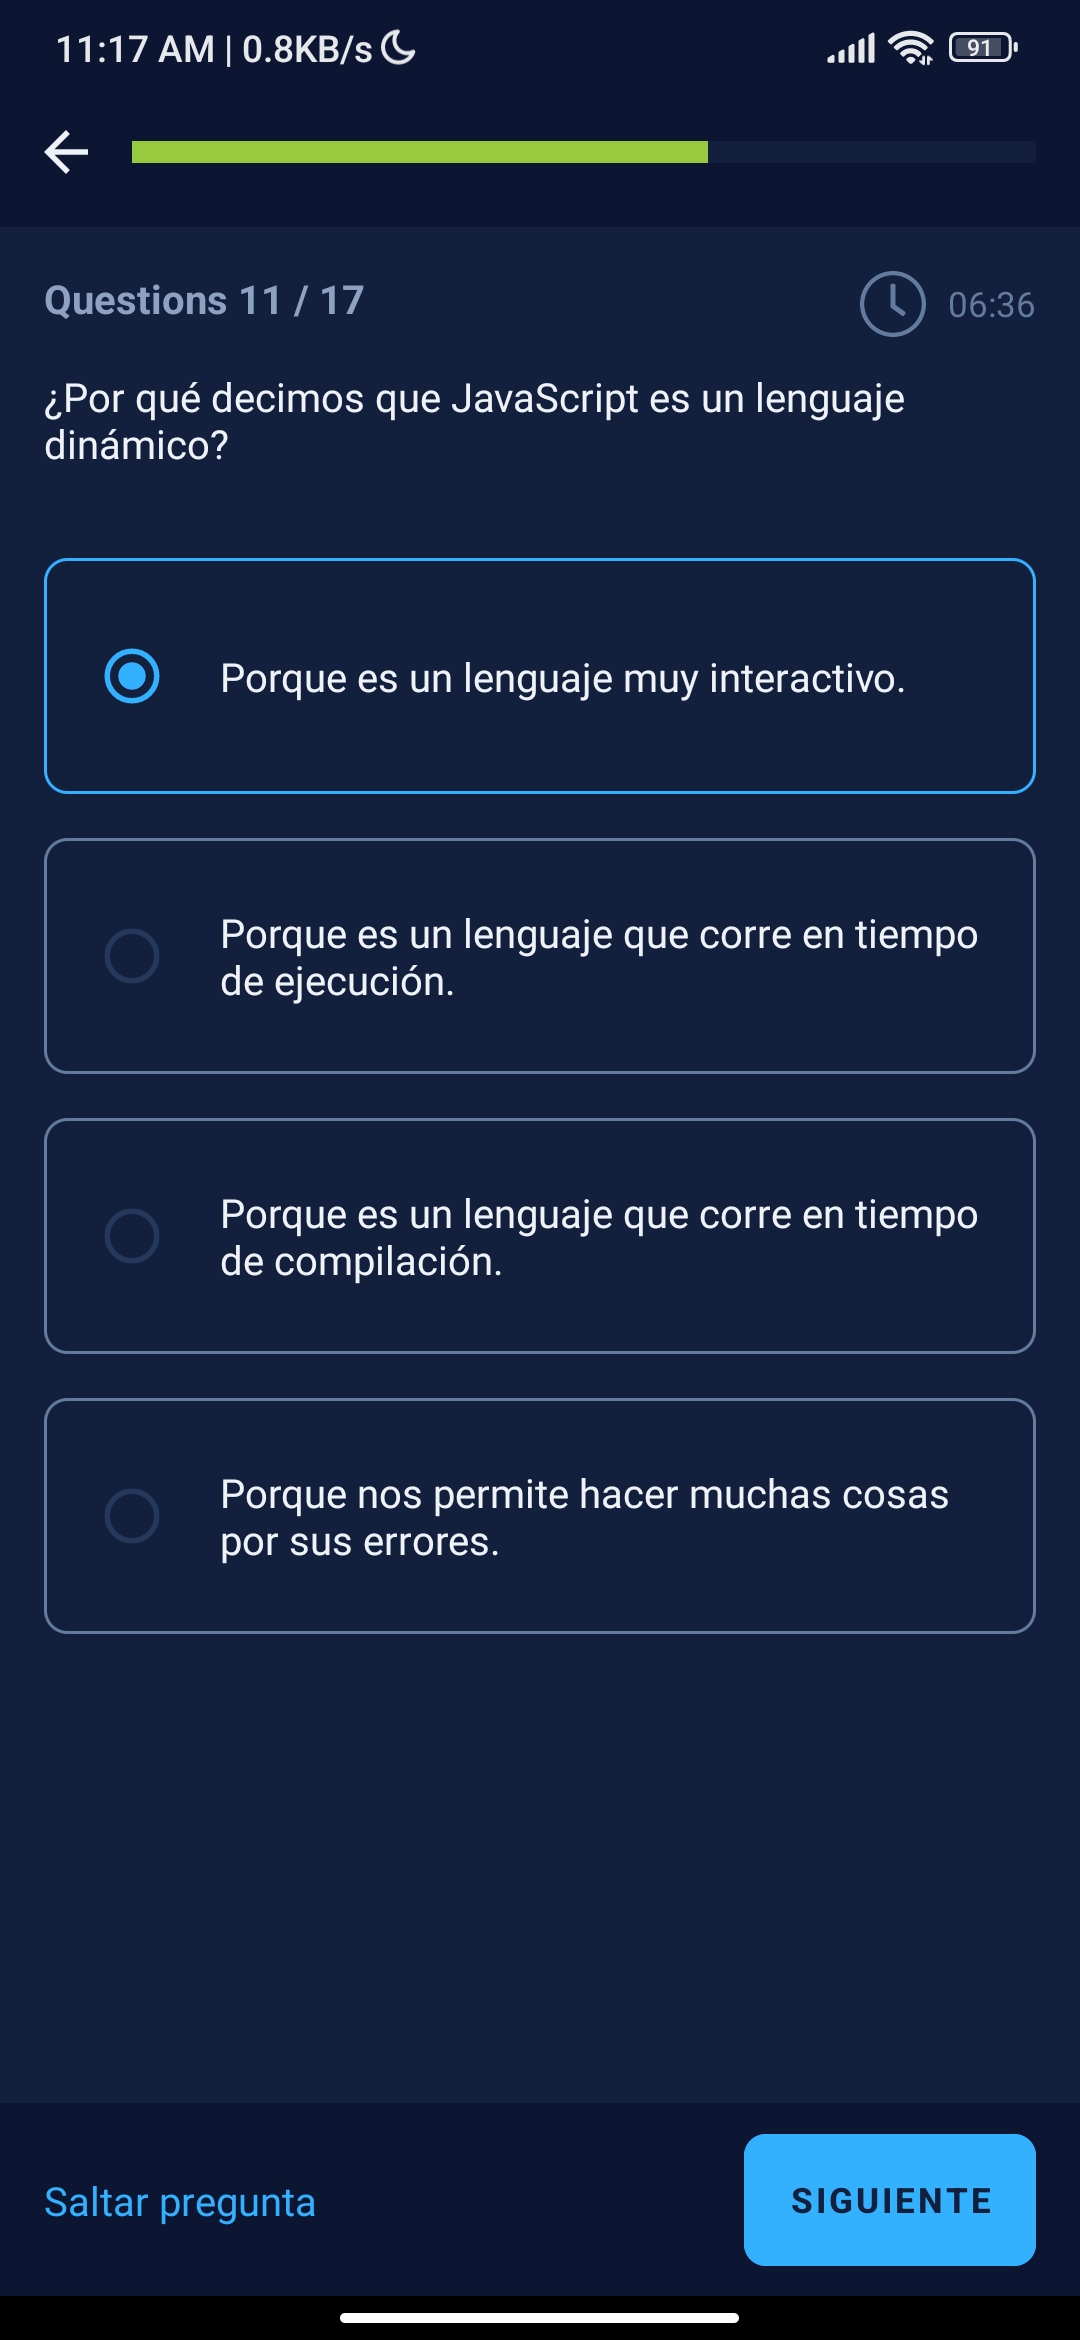 11:17 AM | 0.8KB/s
91
Questions 11 / 17
06:36
¿Por qué decimos que JavaScript es un lenguaje
dinámico?
Porque es un lenguaje muy interactivo.
Porque es un lenguaje que corre en tiempo
de ejecución.
Porque es un lenguaje que corre en tiempo
de compilación.
Porque nos permite hacer muchas cosas
por sus errores.
Saltar pregunta
SIGUIENTE